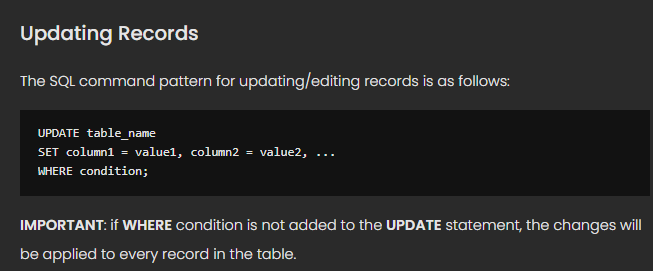 Updating Records
The SQL command pattern for updating/editing records is as follows:
UPDATE table_name
SET column1 = value1, column2 = value2, ...
WHERE condition;
IMPORTANT: if WHERE condition is not added to the UPDATE statement, the changes will
be applied to every record in the table.